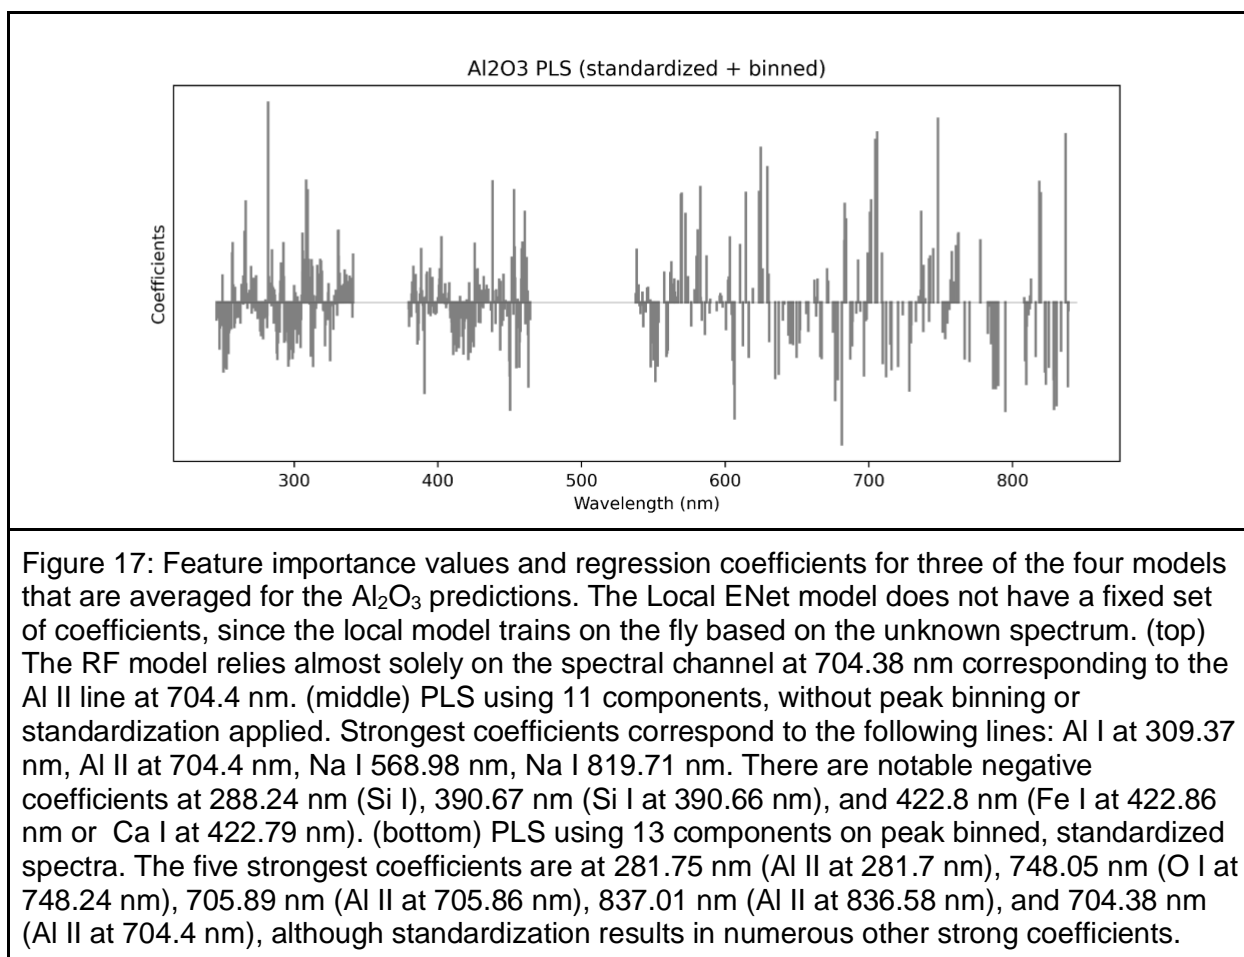 Al2O3 PLS (standardized + binned)
Coefficients
300 400 500 600 700 800
Wavelength (nm)
Figure 17: Feature importance values and regression coefficients for three of the four models
that are averaged for the Al₂O₃ predictions. The Local ENet model does not have a fixed set
of coefficients, since the local model trains on the fly based on the unknown spectrum. (top)
The RF model relies almost solely on the spectral channel at 704.38 nm corresponding to the
Al II line at 704.4 nm. (middle) PLS using 11 components, without peak binning or
standardization applied. Strongest coefficients correspond to the following lines: Al I at 309.37
nm, Al II at 704.4 nm, Na I 568.98 nm, Na I 819.71 nm. There are notable negative
coefficients at 288.24 nm (Si I), 390.67 nm (Si I at 390.66 nm), and 422.8 nm (Fe I at 422.86
nm or Ca I at 422.79 nm). (bottom) PLS using 13 components on peak binned, standardized
spectra. The five strongest coefficients are at 281.75 nm (Al II at 281.7 nm), 748.05 nm (O I at
748.24 nm), 705.89 nm (Al II at 705.86 nm), 837.01 nm (Al II at 836.58 nm), and 704.38 nm
(Al II at 704.4 nm), although standardization results in numerous other strong coefficients.